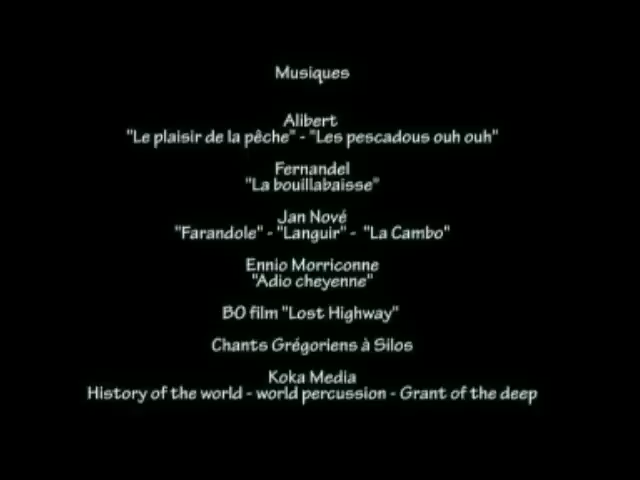 Musiques
Alibert
"Le plaisir de la pêche" - "Les pescadous ouh ouh"
Fernandel
"La bouillabaisse"
Jan Nové
"Farandole" - "Languir" - "La Cambo"
Ennio Morriconne
"Adio cheyenne"
BO film "Lost Highway"
Chants Grégoriens à Silos
Koka Media
History of the world - world percussion - Grant of the deep